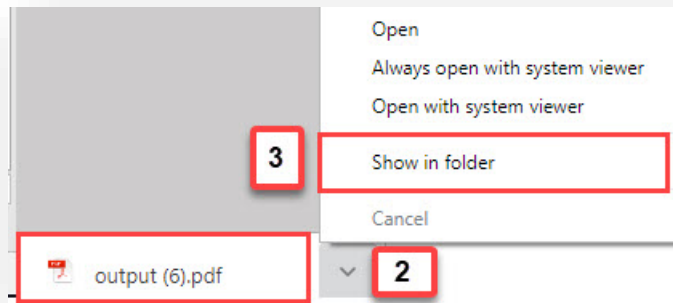 Open
Always open with system viewer
Open with system viewer
3
Show in folder
Cancel
PDF
output (6).pdf
2